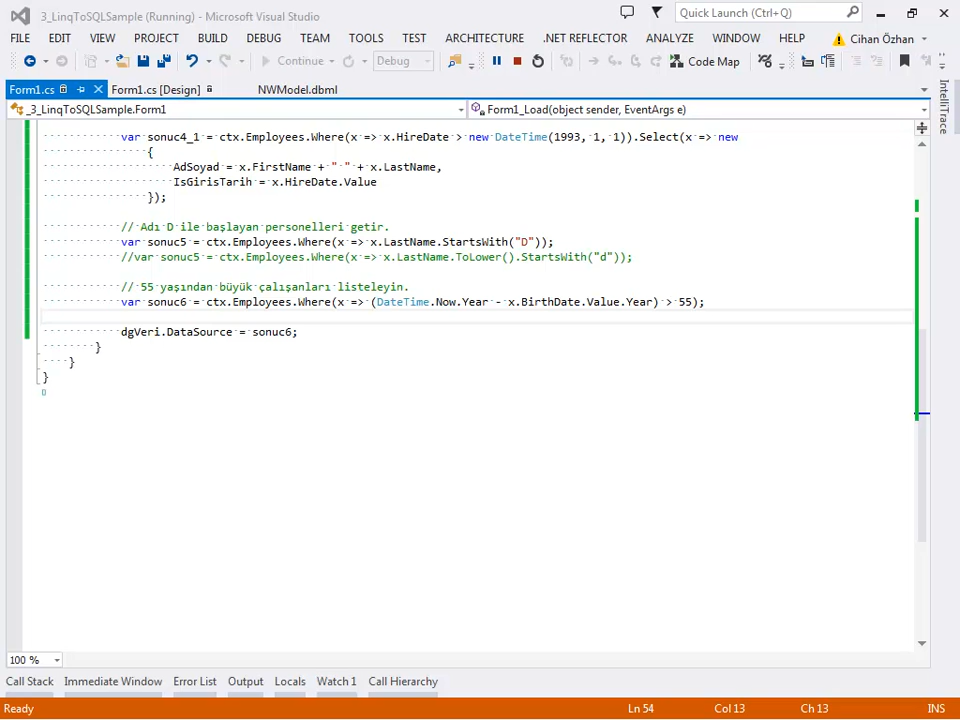 3_LinqToSQLSample (Running) - Microsoft Visual Studio
Quick Launch (Ctrl+Q)
FILE EDIT VIEW PROJECT BUILD DEBUG TEAM TOOLS TEST ARCHITECTURE .NET REFLECTOR ANALYZE WINDOW HELP Cihan Özhan
Continue Debug Code Map
Form1.cs Form1.cs [Design] NWModel.dbml
_3_LinqToSQLSample.Form1 Form1_Load(object sender, EventArgs e)
IntelliTrace
var sonuc4_1 = ctx.Employees.Where(x => x.HireDate > new DateTime(1993, 1, 1)).Select(x => new
{
AdSoyad = x.FirstName + " " + x.LastName,
IsGirisTarih = x.HireDate.Value
});
// Adı D ile başlayan personelleri getir.
var sonuc5 = ctx.Employees.Where(x => x.LastName.StartsWith("D"));
//var sonuc5 = ctx.Employees.Where(x => x.LastName.ToLower().StartsWith("d"));
// 55 yaşından büyük çalışanları listeleyin.
var sonuc6 = ctx.Employees.Where(x => (DateTime.Now.Year - x.BirthDate.Value.Year) > 55);
dgVeri.DataSource = sonuc6;
}
}
}
100 %
Call Stack Immediate Window Error List Output Locals Watch 1 Call Hierarchy
Ready Ln 54 Col 13 Ch 13 INS